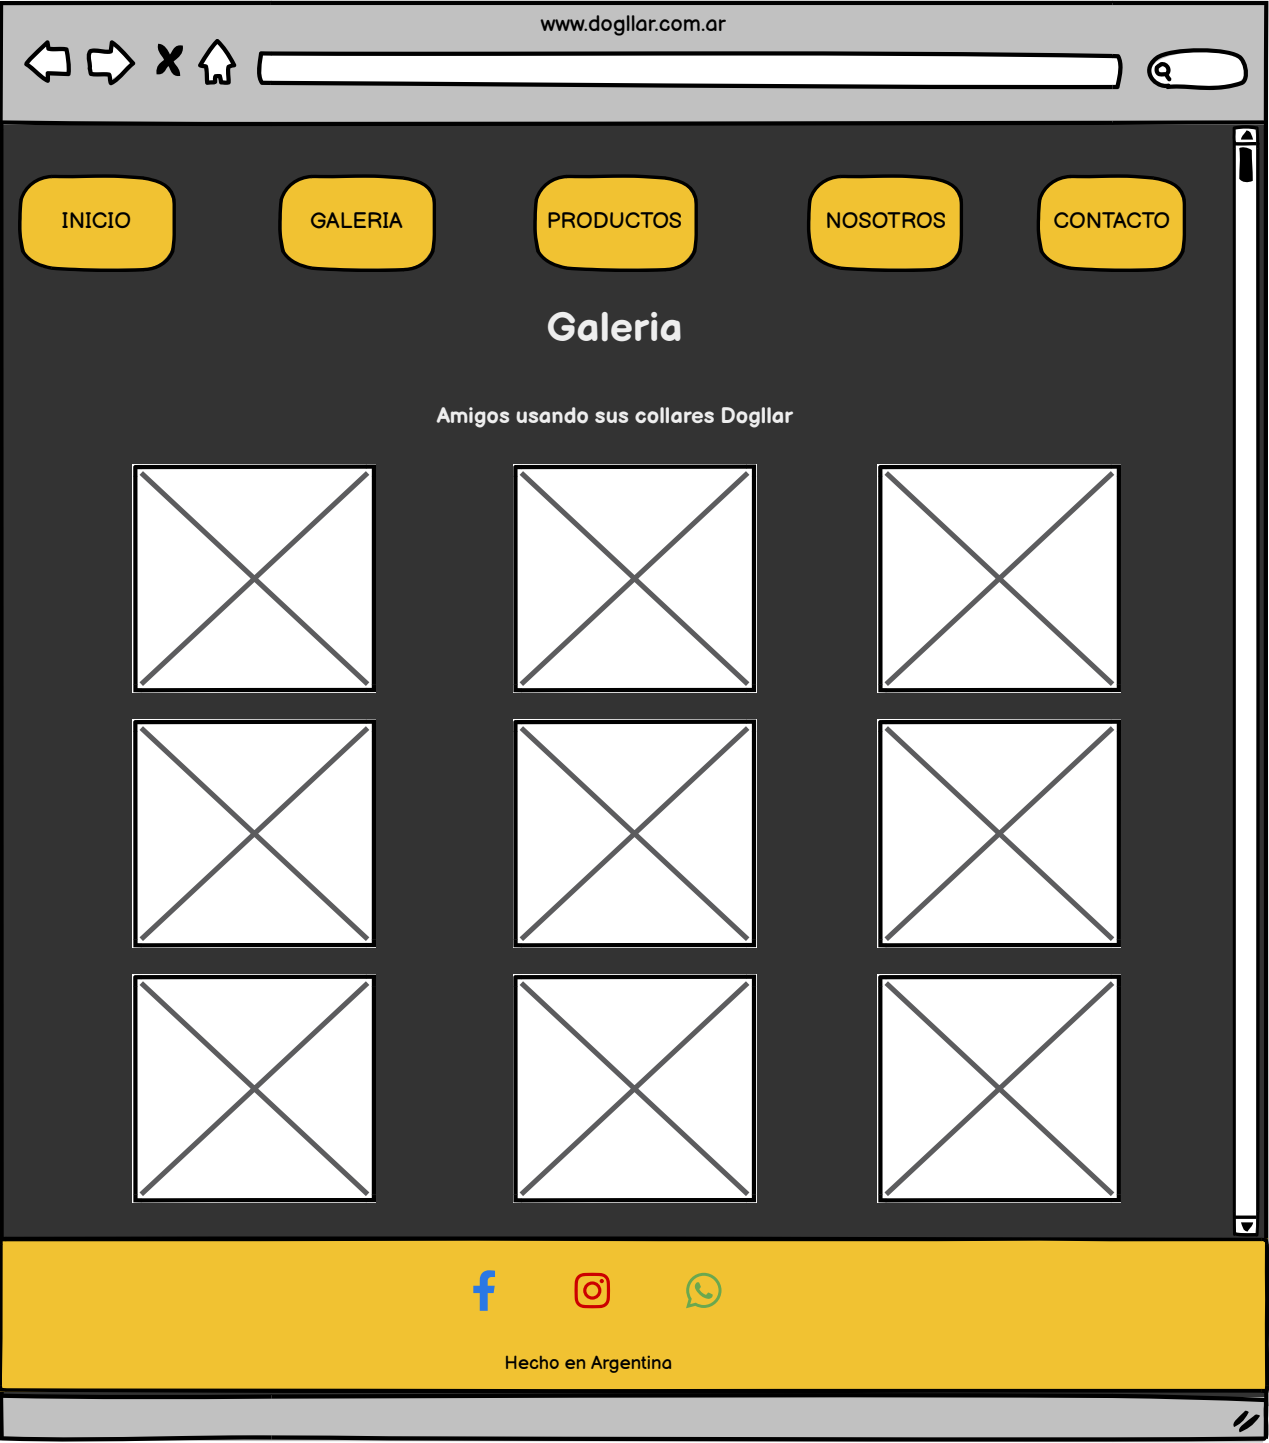 www.dogllar.com.ar
INICIO GALERIA PRODUCTOS NOSOTROS CONTACTO
Galeria
Amigos usando sus collares Dogllar
Hecho en Argentina